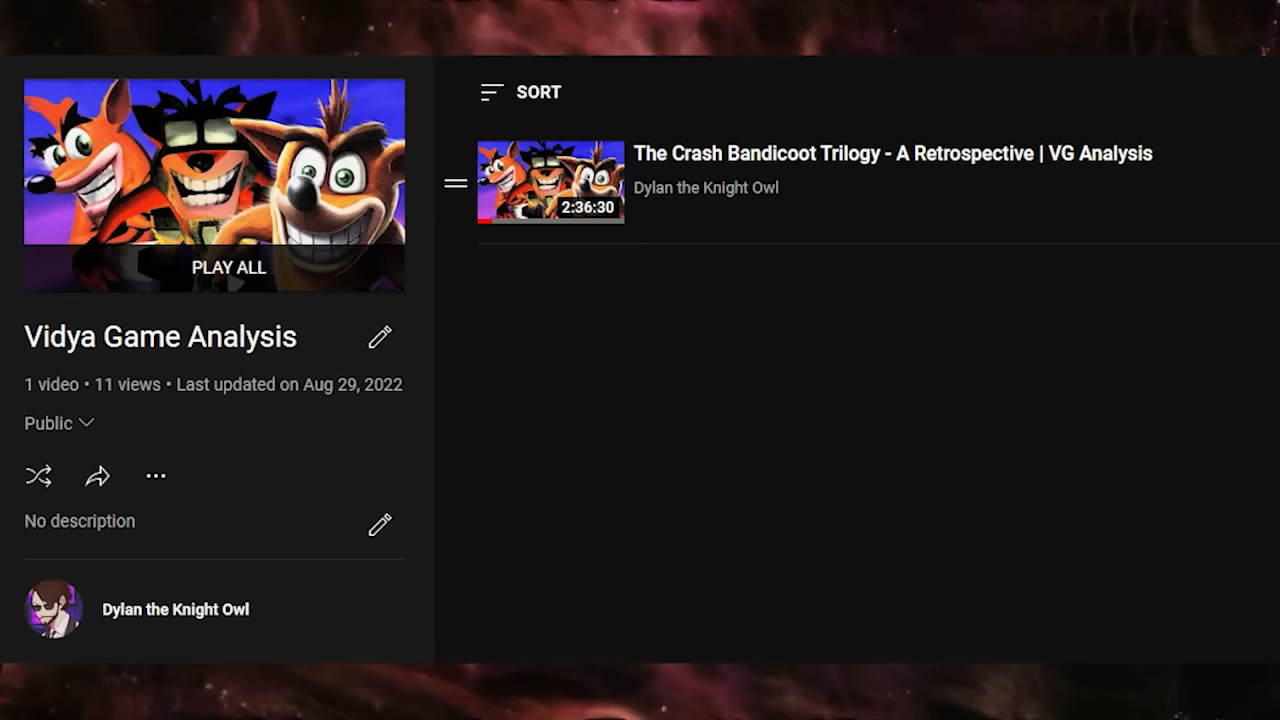 PLAY ALL
Vidya Game Analysis
1 video • 11 views • Last updated on Aug 29, 2022
Public
No description
Dylan the Knight Owl
SORT
The Crash Bandicoot Trilogy - A Retrospective | VG Analysis
Dylan the Knight Owl
2:36:30